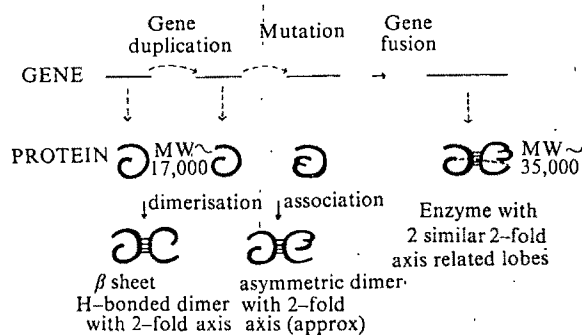 Gene
duplication
Mutation
Gene
fusion
GENE
PROTEIN
MW~
17,000
MW~
35,000
dimerisation
association
Enzyme with
2 similar 2-fold
axis related lobes
β sheet
H-bonded dimer
with 2-fold axis
asymmetric dimer
with 2-fold
axis (approx)